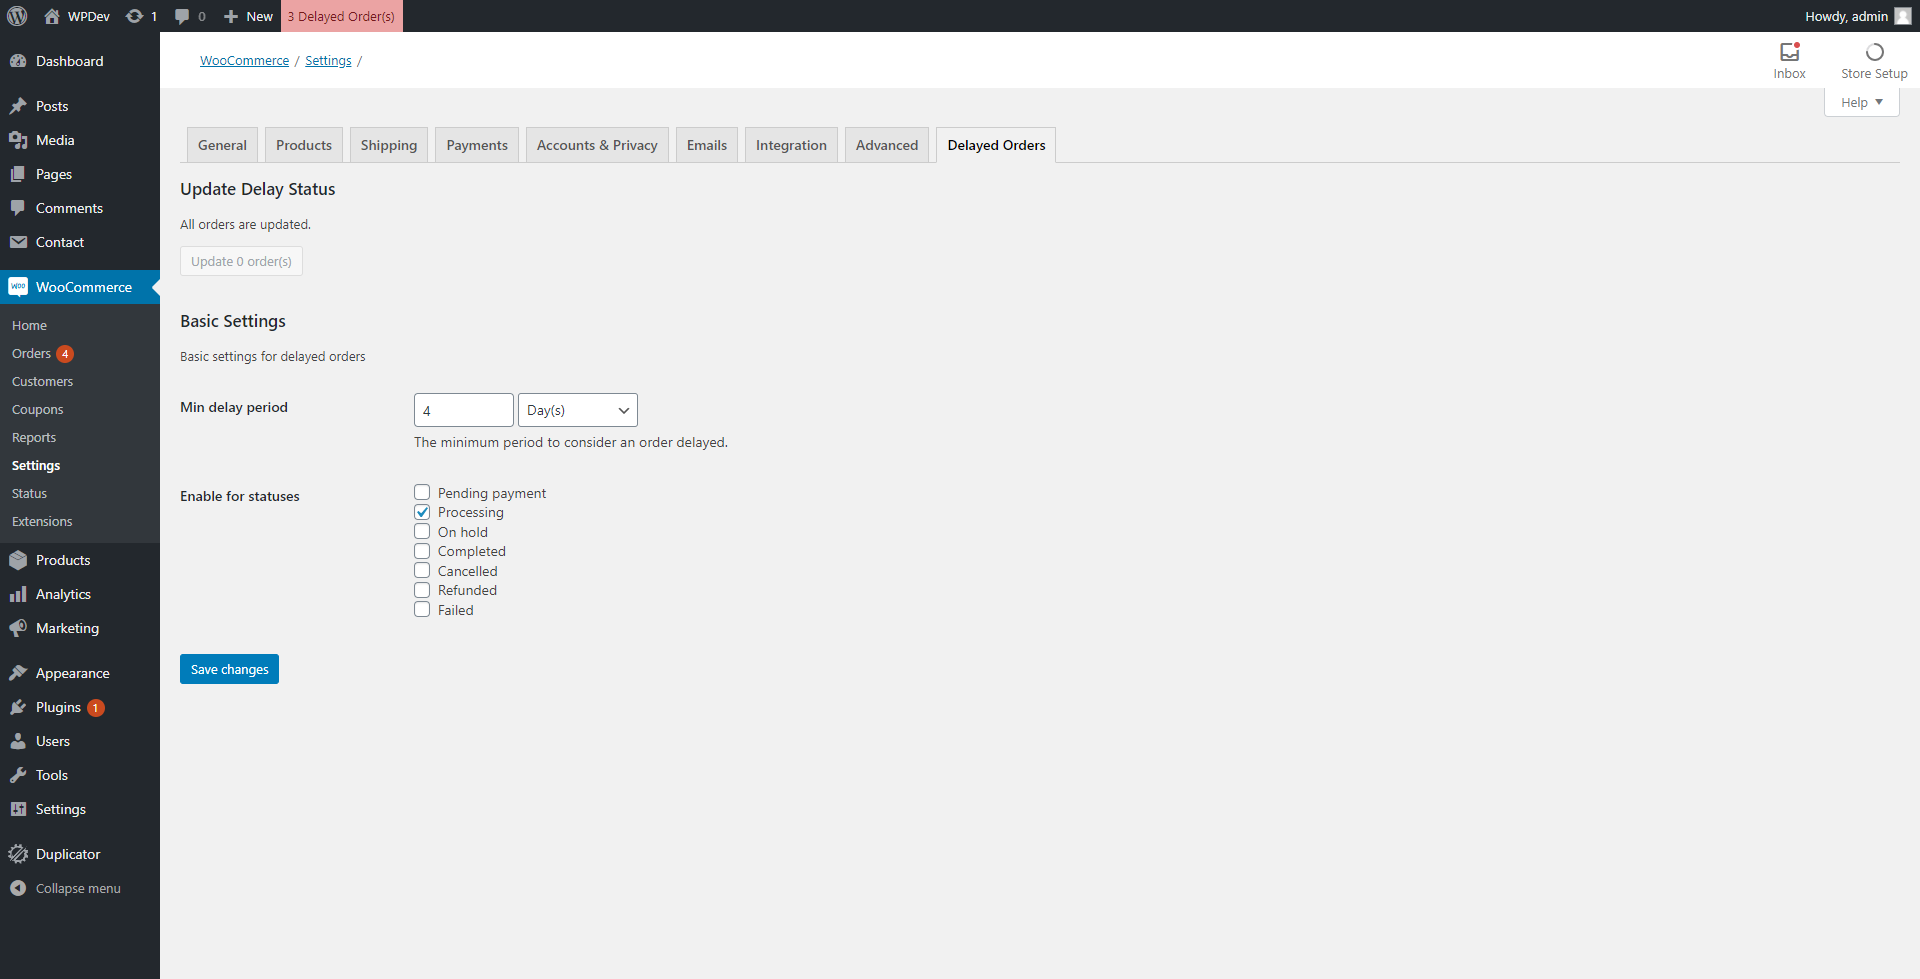 WPDev 1 0 New 3 Delayed Order(s) Howdy, admin
WooCommerce / Settings /
Inbox
Store Setup
Help
Dashboard
Posts
Media
Pages
Comments
Contact
Woo WooCommerce
Home
Orders 4
Customers
Coupons
Reports
Settings
Status
Extensions
Products
Analytics
Marketing
Appearance
Plugins 1
Users
Tools
Settings
Duplicator
Collapse menu
General Products Shipping Payments Accounts & Privacy Emails Integration Advanced Delayed Orders
Update Delay Status
All orders are updated.
Update 0 order(s)
Basic Settings
Basic settings for delayed orders
Min delay period 4 Day(s)
The minimum period to consider an order delayed.
Enable for statuses
Pending payment
Processing
On hold
Completed
Cancelled
Refunded
Failed
Save changes